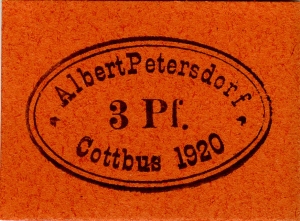 Albert Petersdorf
3 Pf.
Cottbus 1920